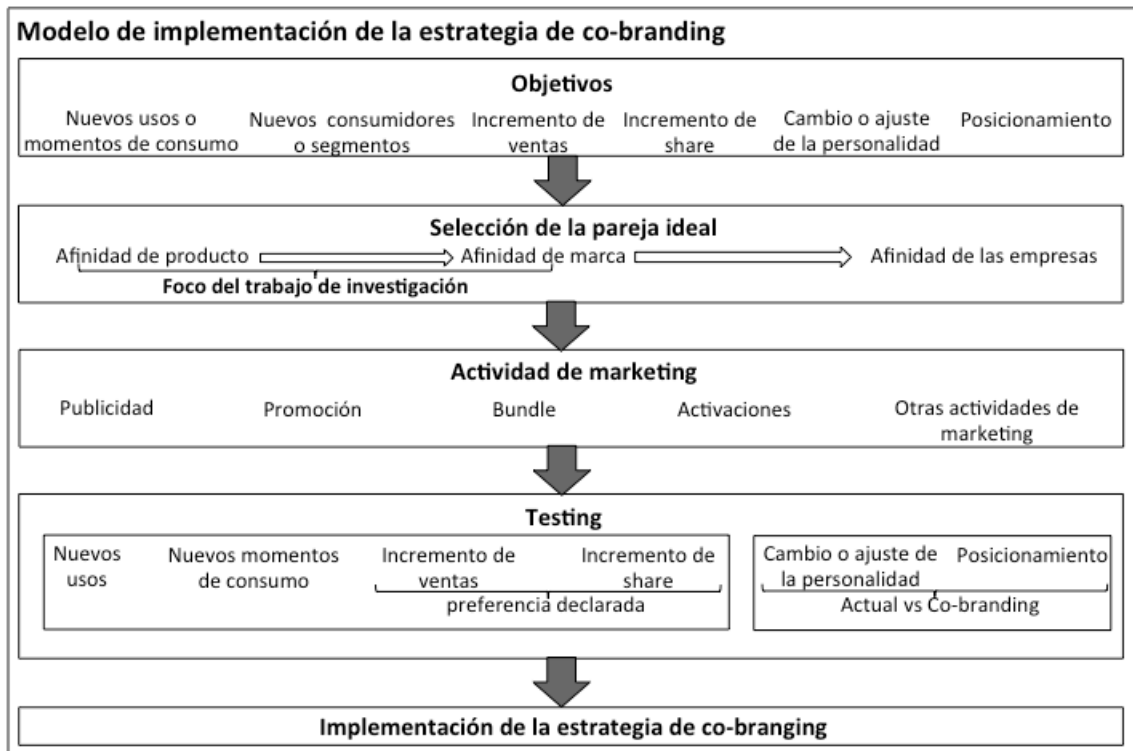 Modelo de implementación de la estrategia de co-branding
Objetivos
Nuevos usos o
momentos de consumo
Nuevos consumidores
o segmentos
Incremento de
ventas
Incremento de
share
Cambio o ajuste
de la personalidad
Posicionamiento
Selección de la pareja ideal
Afinidad de producto
Afinidad de marca
Afinidad de las empresas
Foco del trabajo de investigación
Actividad de marketing
Publicidad
Promoción
Bundle
Activaciones
Otras actividades de
marketing
Testing
Nuevos
usos
Nuevos momentos
de consumo
Incremento de
ventas
Incremento de
share
preferencia declarada
Cambio o ajuste de
la personalidad
Posicionamiento
Actual vs Co-branding
Implementación de la estrategia de co-branging